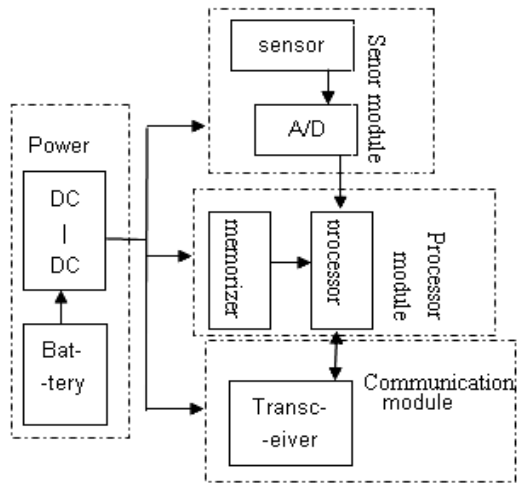 sensor
A/D
Senor module
Power
DC
|
DC
Bat-
-tery
memorizer
processor
Processor
module
Transc-
-eiver
Communication
module